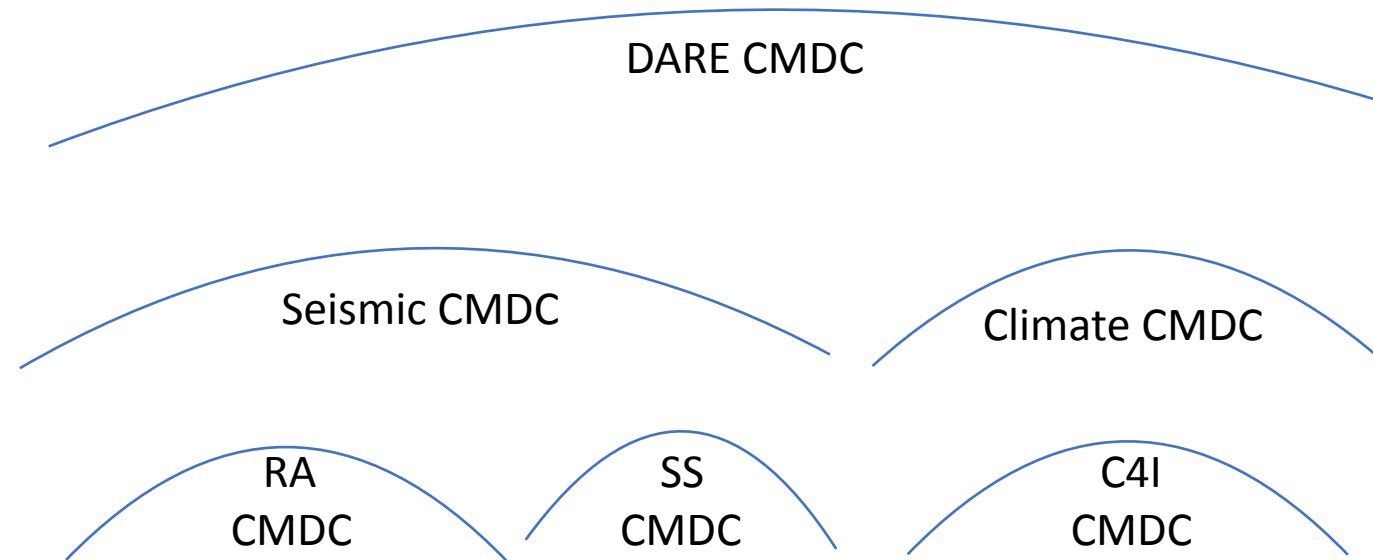 DARE CMDC
Seismic CMDC
Climate CMDC
RA
CMDC
SS
CMDC
C4I
CMDC